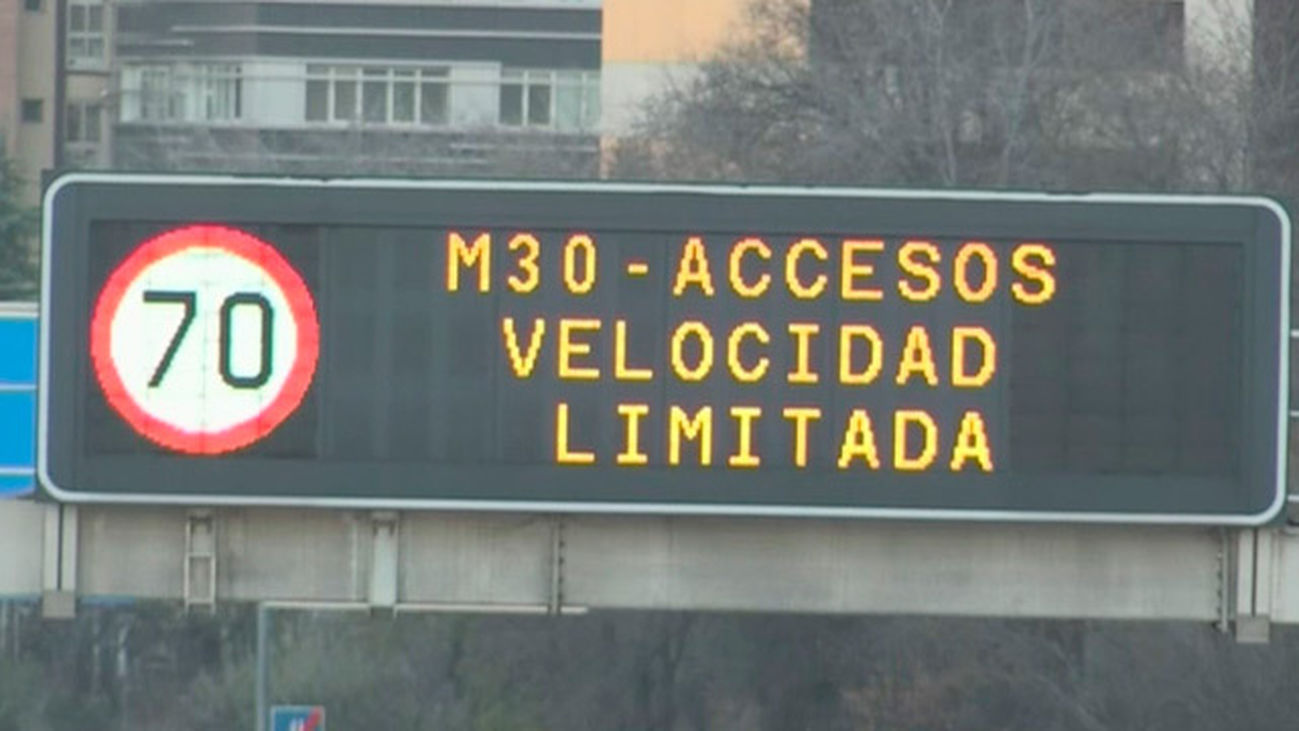 70
M30-ACCESOS
VELOCIDAD
LIMITADA